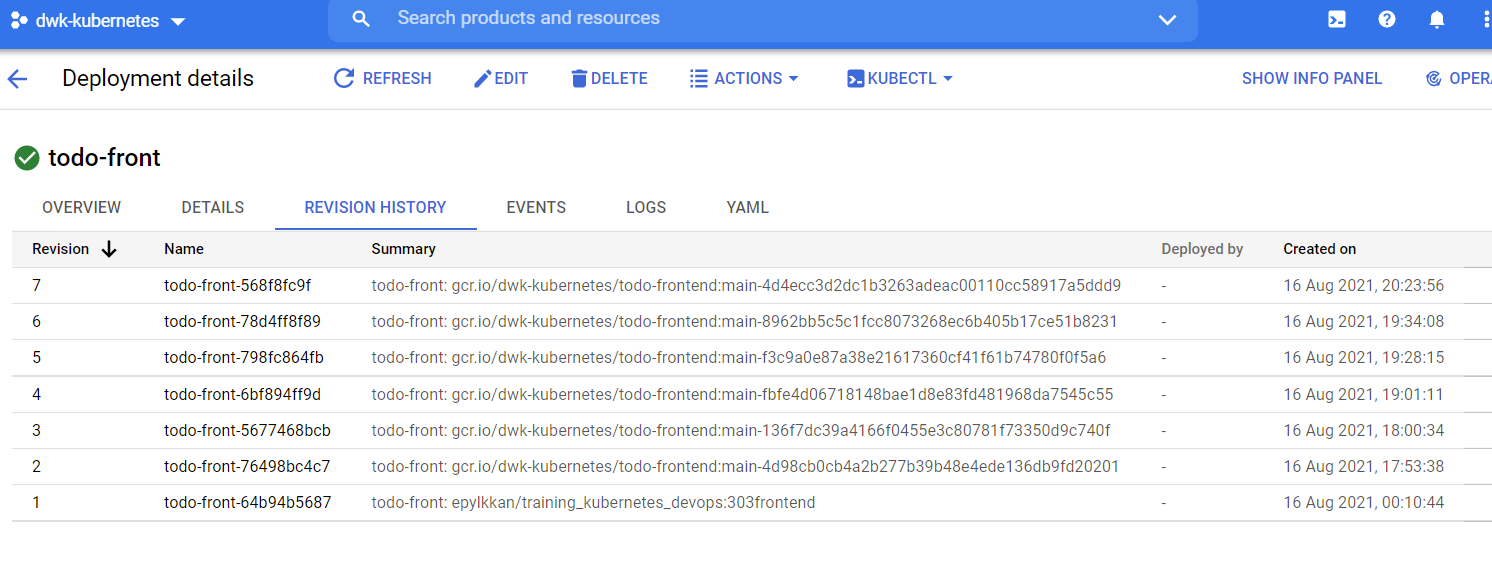 dwk-kubernetes Search products and resources
Deployment details REFRESH EDIT DELETE ACTIONS KUBECTL SHOW INFO PANEL OPERA
todo-front
OVERVIEW DETAILS REVISION HISTORY EVENTS LOGS YAML
Revision Name Summary Deployed by Created on
7 todo-front-568f8fc9f todo-front: gcr.io/dwk-kubernetes/todo-frontend:main-4d4ecc3d2dc1b3263adeac00110cc58917a5ddd9 - 16 Aug 2021, 20:23:56
6 todo-front-78d4ff8f89 todo-front: gcr.io/dwk-kubernetes/todo-frontend:main-8962bb5c5c1fcc8073268ec6b405b17ce51b8231 - 16 Aug 2021, 19:34:08
5 todo-front-798fc864fb todo-front: gcr.io/dwk-kubernetes/todo-frontend:main-f3c9a0e87a38e21617360cf41f61b74780f0f5a6 - 16 Aug 2021, 19:28:15
4 todo-front-6bf894ff9d todo-front: gcr.io/dwk-kubernetes/todo-frontend:main-fbfe4d06718148bae1d8e83fd481968da7545c55 - 16 Aug 2021, 19:01:11
3 todo-front-5677468bcb todo-front: gcr.io/dwk-kubernetes/todo-frontend:main-136f7dc39a4166f0455e3c80781f73350d9c740f - 16 Aug 2021, 18:00:34
2 todo-front-76498bc4c7 todo-front: gcr.io/dwk-kubernetes/todo-frontend:main-4d98cb0cb4a2b277b39b48e4ede136db9fd20201 - 16 Aug 2021, 17:53:38
1 todo-front-64b94b5687 todo-front: epylkkan/training_kubernetes_devops:303frontend - 16 Aug 2021, 00:10:44